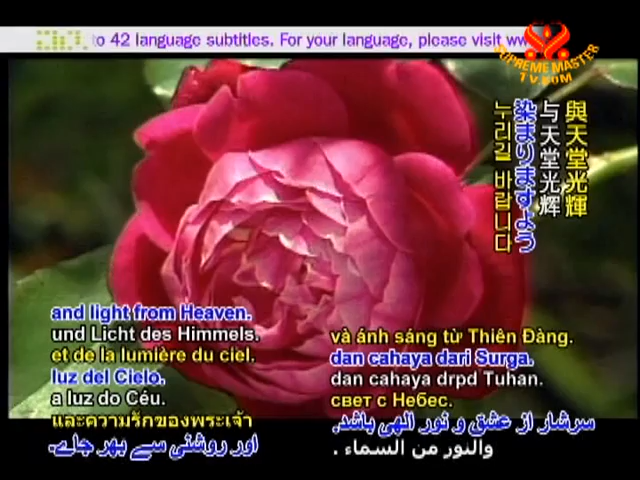 to 42 language subtitles. For your language, please visit ww
SUPREME MASTER
TV.COM
與天堂光輝
与天堂光辉
染まりますよう
누리길 바랍니다
and light from Heaven.
und Licht des Himmels.
et de la lumière du ciel.
luz del Cielo.
a luz do Céu.
และความรักของพระเจ้า
اور روشنی سے بھر جاۓ.
và ánh sáng từ Thiên Đàng.
dan cahaya dari Surga.
dan cahaya drpd Tuhan.
свет с Небес.
سرشار از عشق و نور الهی باشد.
والنور من السماء .